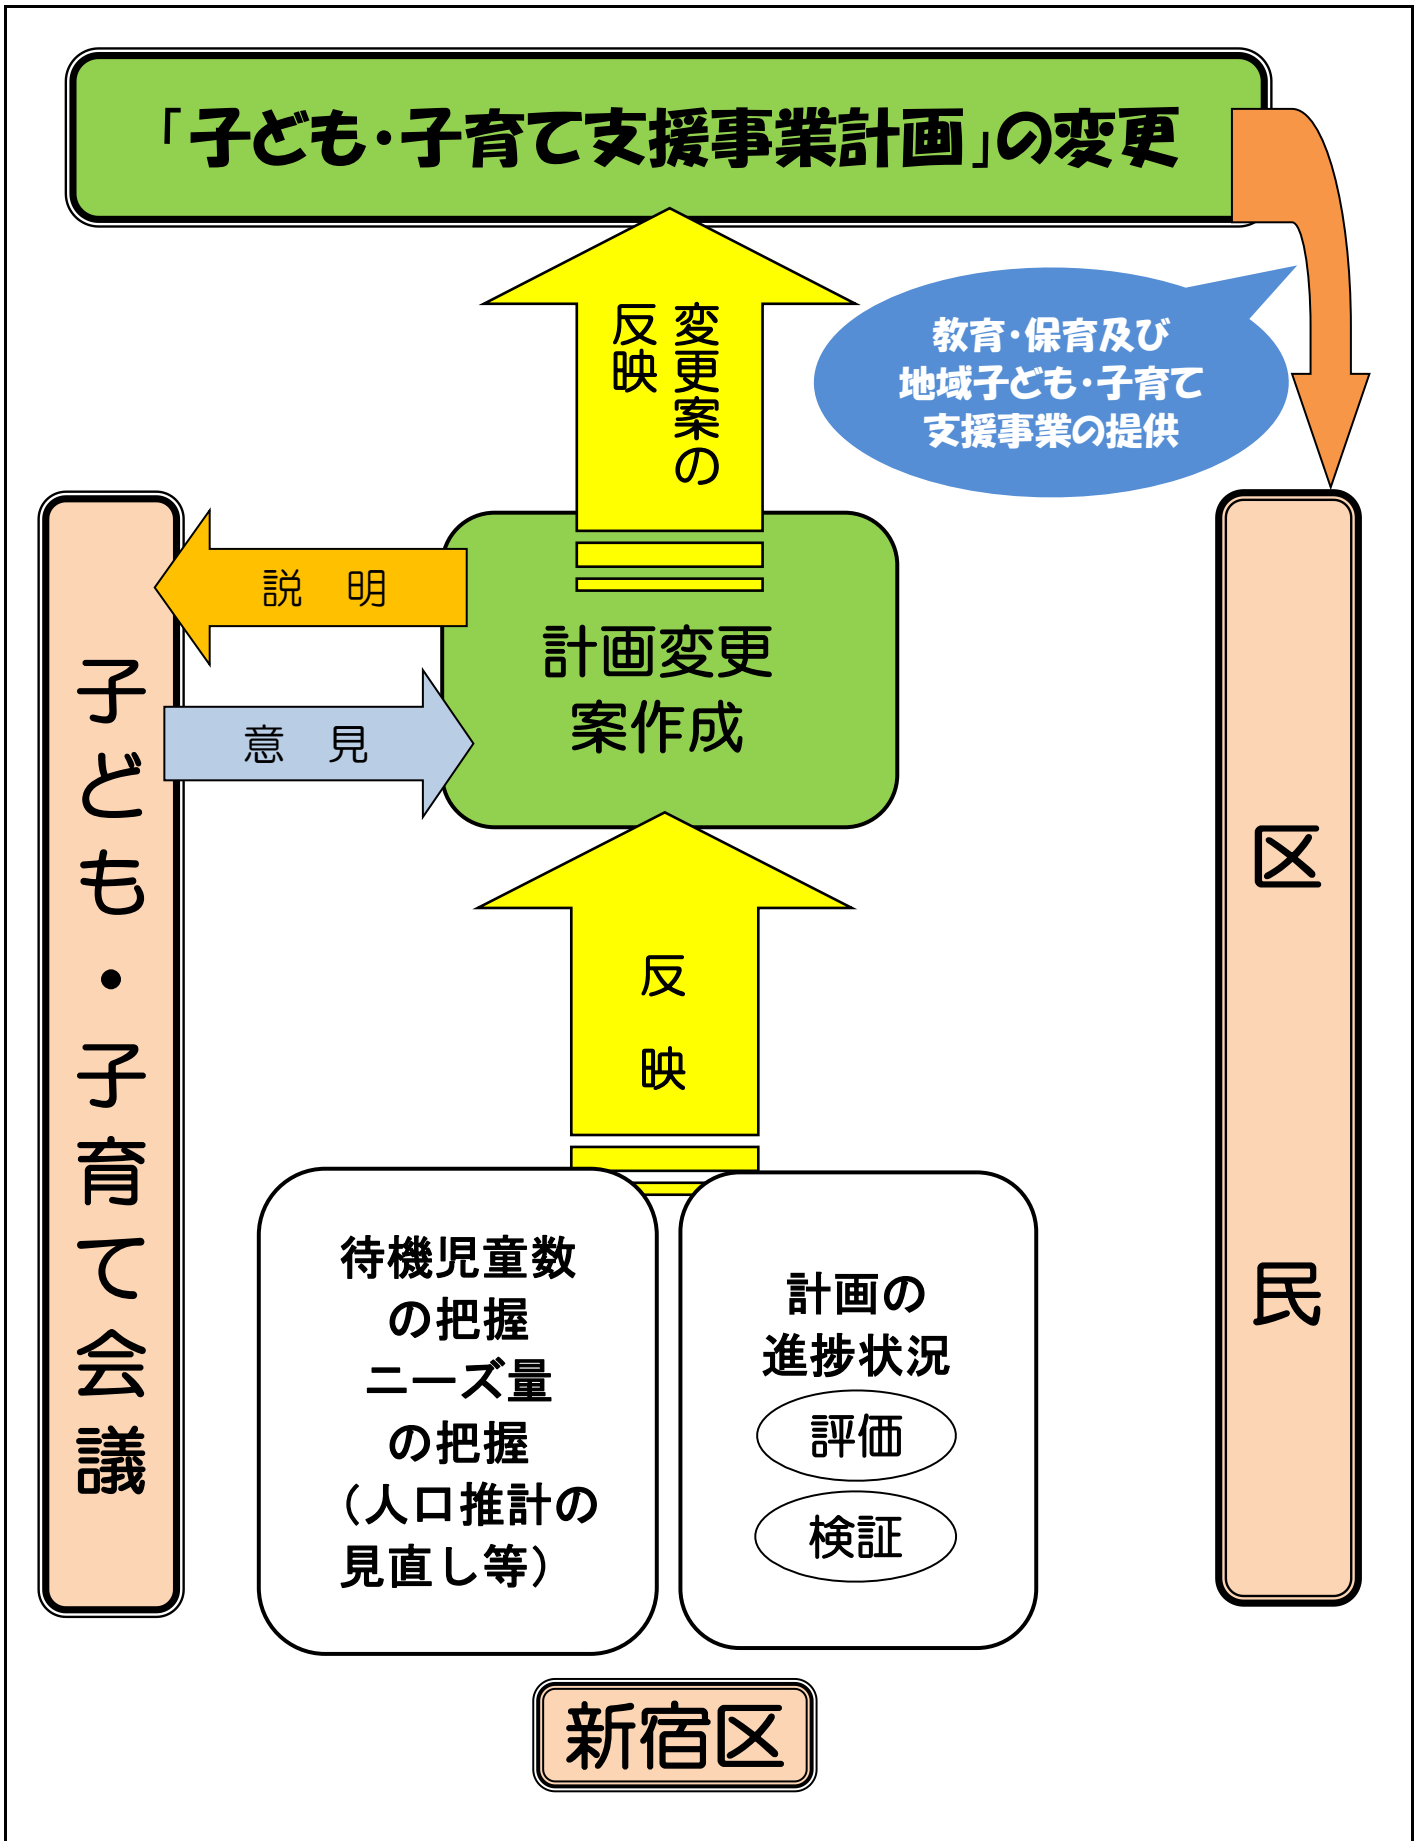 「子ども・子育て支援事業計画」の変更
変更案の
反映
教育・保育及び
地域子ども・子育て
支援事業の提供
説　明
意　見
計画変更
案作成
子ども・子育て会議
区民
反
映
待機児童数
の把握
ニーズ量
の把握
（人口推計の
見直し等）
計画の
進捗状況
評価
検証
新宿区